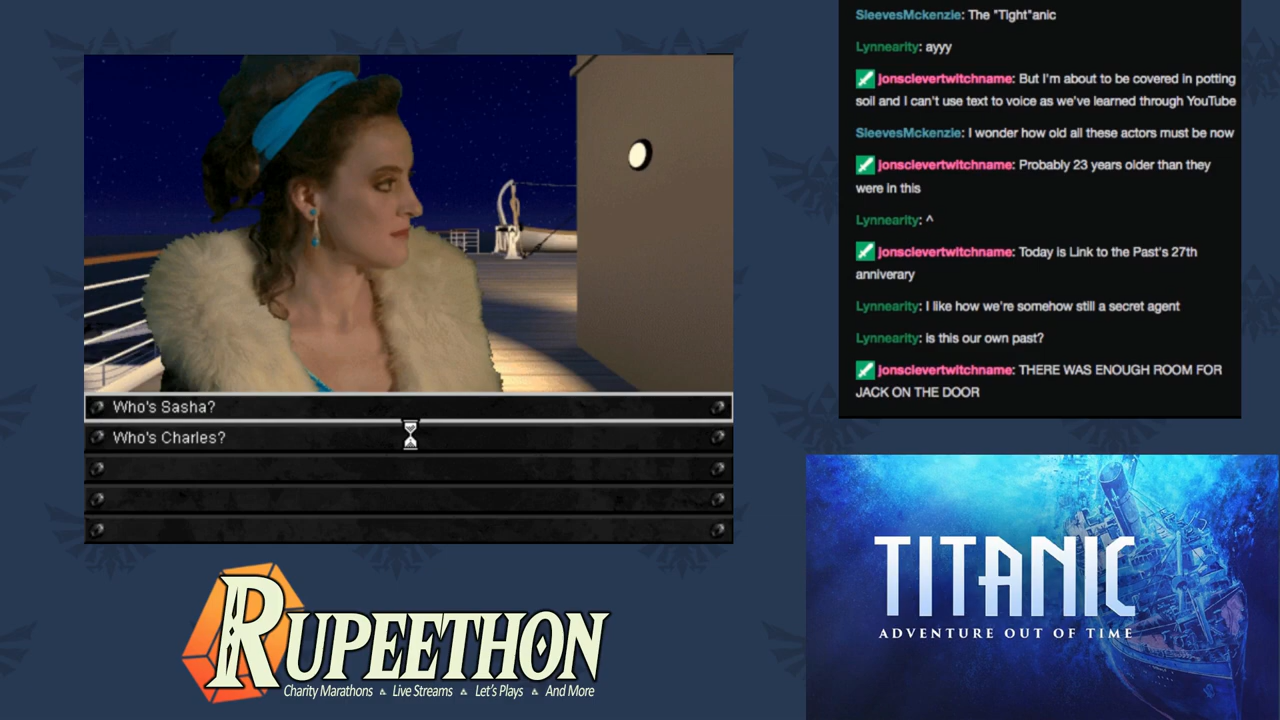 SleevesMckenzie: The "Tight"anic
Lynnearity: ayyy
jonsclevertwitchname: But I'm about to be covered in potting
soil and I can't use text to voice as we've learned through YouTube
SleevesMckenzie: I wonder how old all these actors must be now
jonsclevertwitchname: Probably 23 years older than they
were in this
Lynnearity: ^
jonsclevertwitchname: Today is Link to the Past's 27th
anniverary
Lynnearity: I like how we're somehow still a secret agent
Lynnearity: is this our own past?
jonsclevertwitchname: THERE WAS ENOUGH ROOM FOR
JACK ON THE DOOR
Who's Sasha?
Who's Charles?
RUPEETHON
Charity Marathons Live Streams Let's Plays And More
TITANIC
ADVENTURE OUT OF TIME